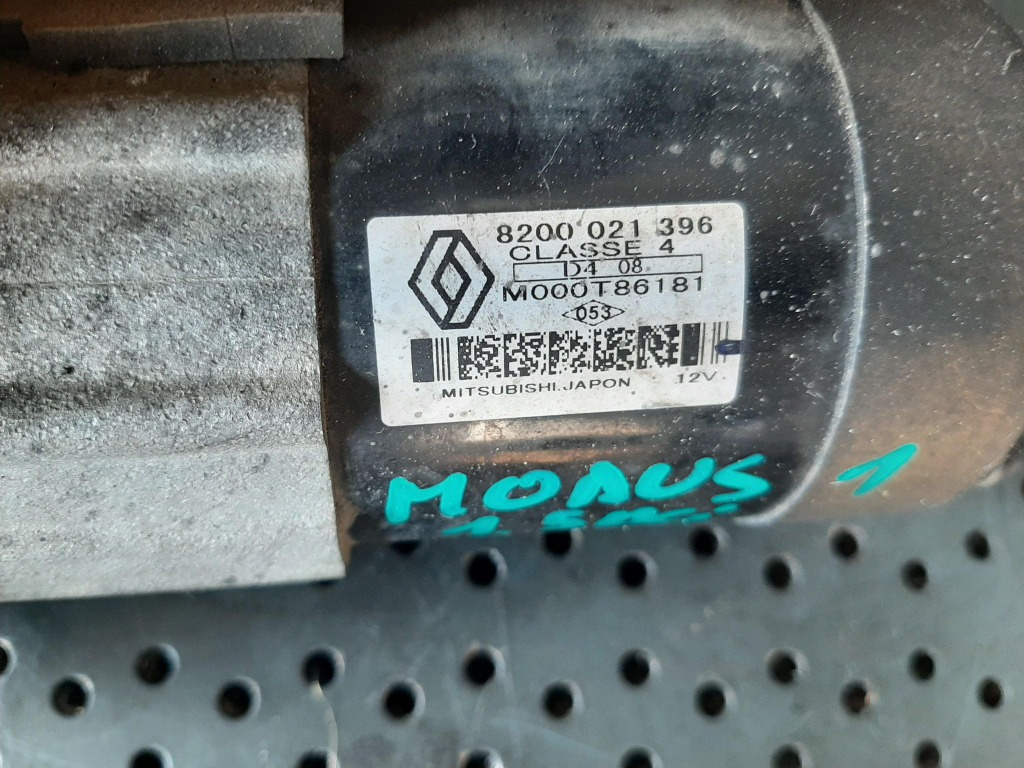 8200 021 396
CLASSE 4
D4 08
M000T86181
053
MITSUBISHI.JAPON 12V
MODUS 1